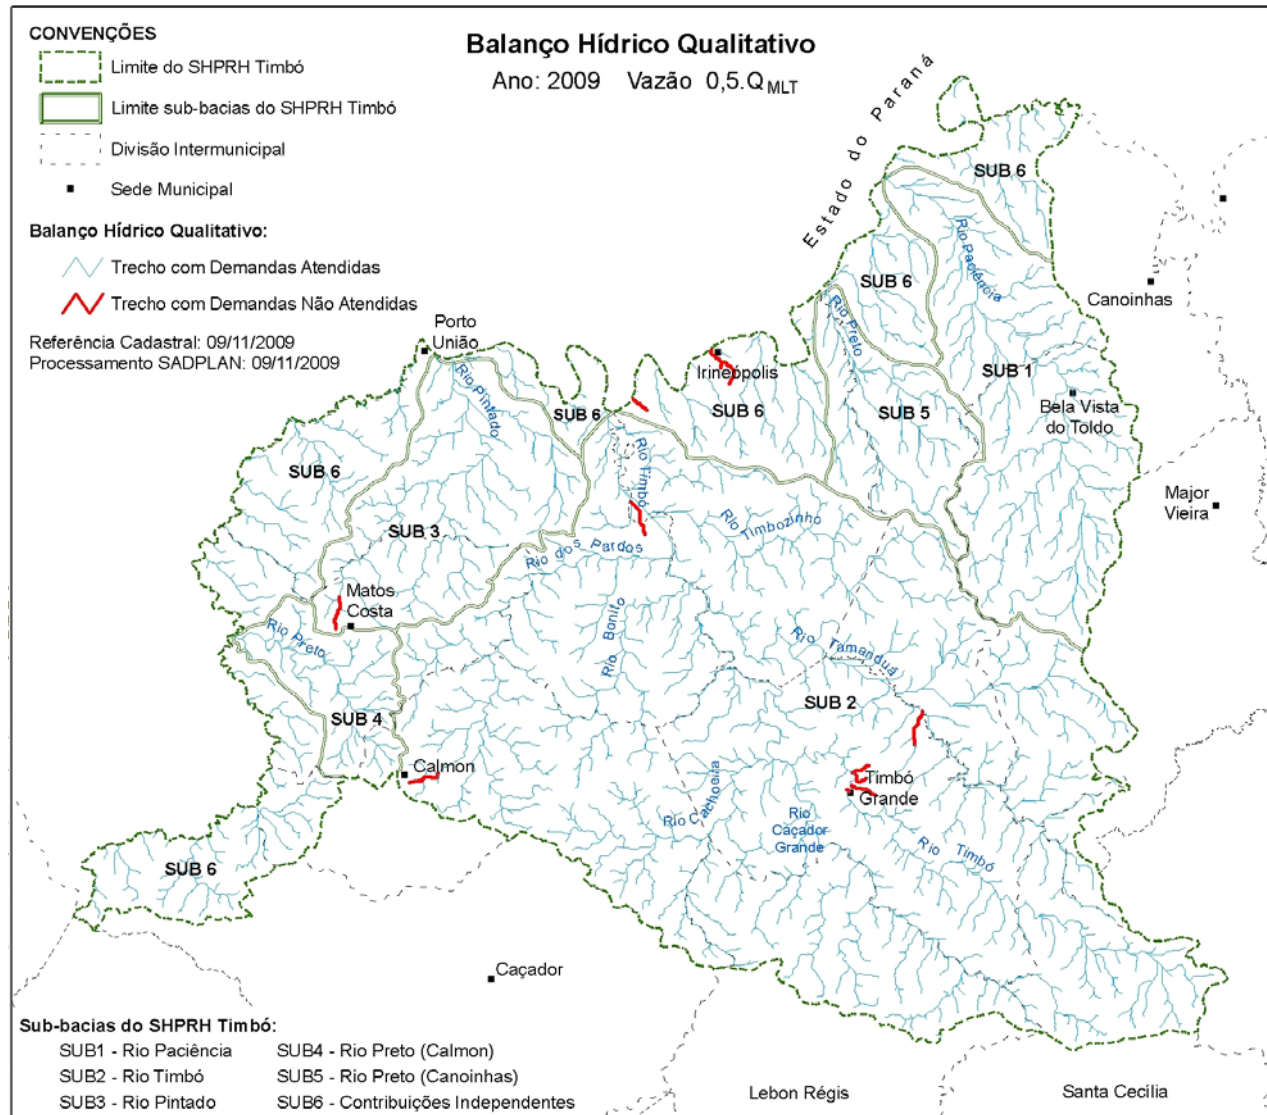 CONVENÇÕES
Limite do SHPRH Timbó
Limite sub-bacias do SHPRH Timbó
Divisão Intermunicipal
Sede Municipal
Balanço Hídrico Qualitativo:
Trecho com Demandas Atendidas
Trecho com Demandas Não Atendidas
Referência Cadastral: 09/11/2009
Processamento SADPLAN: 09/11/2009
Balanço Hídrico Qualitativo
Ano: 2009 Vazão 0,5.QMLT
Estado do Paraná
SUB 6
Rio Paciência
SUB 6
Canoinhas
Rio Preto
Porto
União
Irineópolis
SUB 1
Rio Pintado
SUB 6
SUB 6
SUB 5
Bela Vista
do Toldo
SUB 6
Rio Timbó
Major
Vieira
SUB 3
Rio Timbozinho
Rio dos Pardos
Matos
Costa
Rio Bonito
Rio Preto
Rio Tamanduá
SUB 4
SUB 2
Calmon
Timbó
Grande
Rio Cachoeira
Rio
Caçador
Grande
Rio Timbó
SUB 6
Caçador
Sub-bacias do SHPRH Timbó:
SUB1 - Rio Paciência
SUB2 - Rio Timbó
SUB3 - Rio Pintado
SUB4 - Rio Preto (Calmon)
SUB5 - Rio Preto (Canoinhas)
SUB6 - Contribuições Independentes
Lebon Régis
Santa Cecília